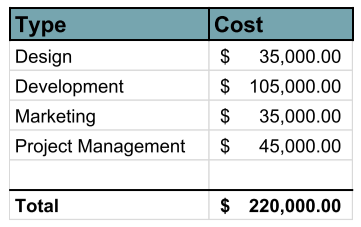 Type Cost
Design $ 35,000.00
Development $ 105,000.00
Marketing $ 35,000.00
Project Management $ 45,000.00
Total $ 220,000.00